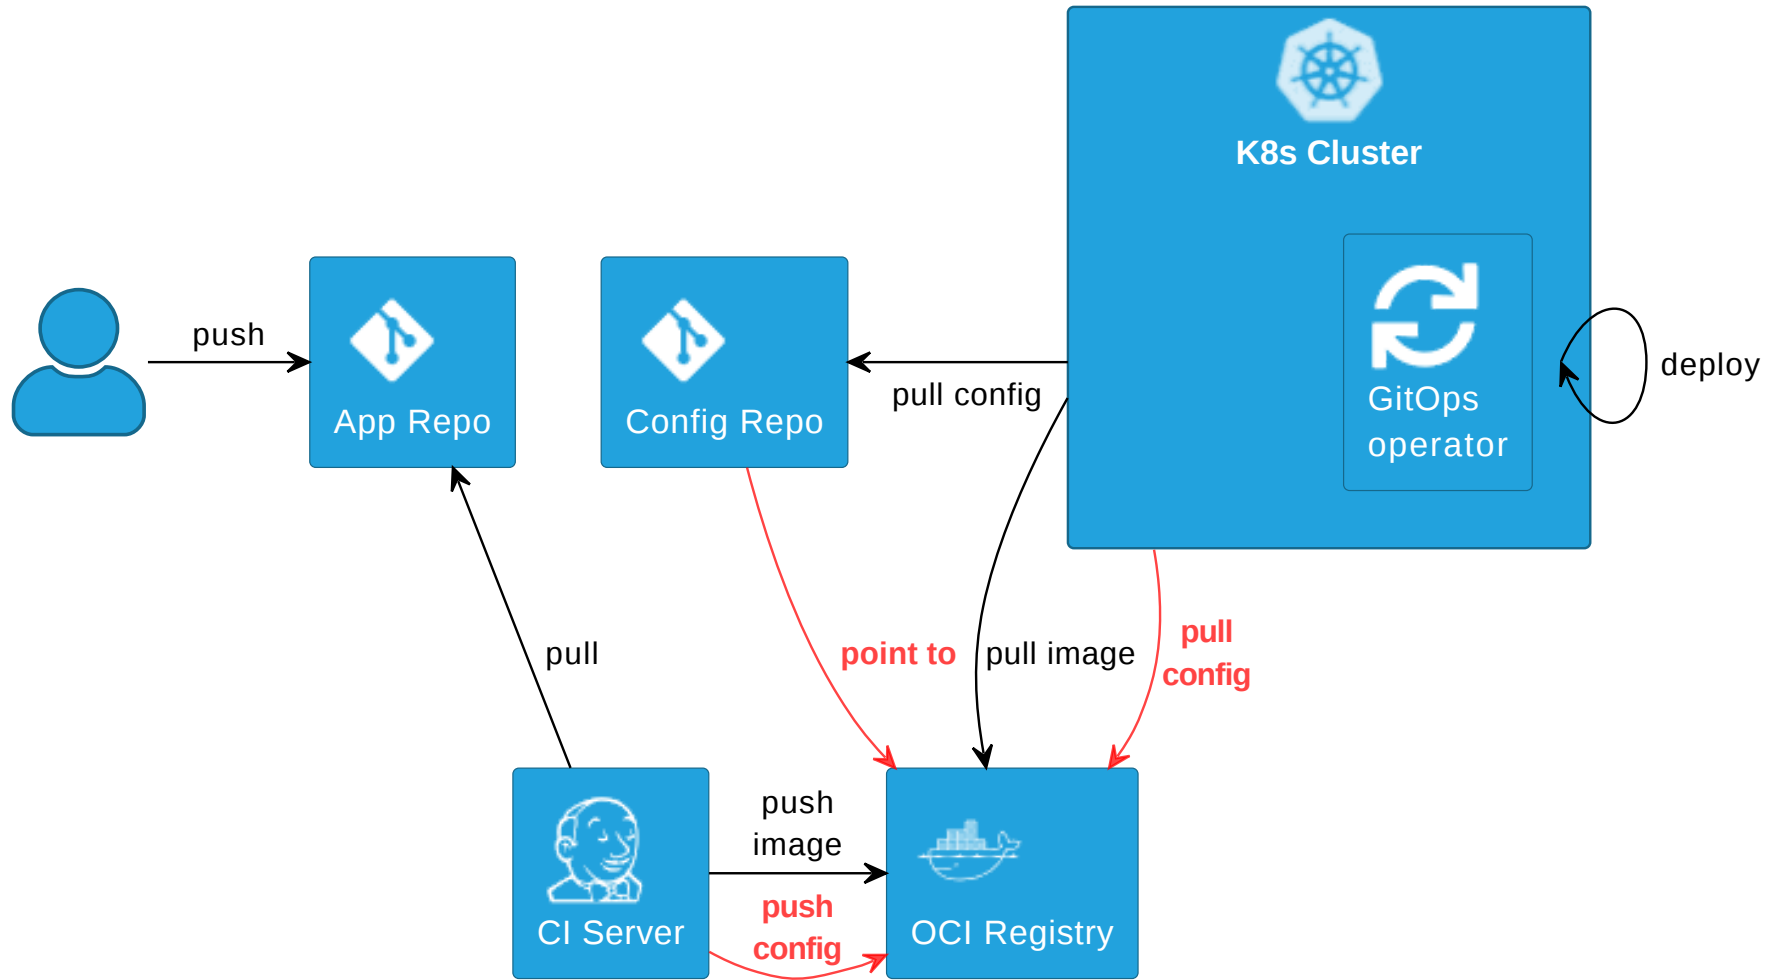 K8s Cluster
push
App Repo
Config Repo
pull config
GitOps
operator
deploy
pull
point to
pull image
pull
config
push
image
push
config
CI Server
OCI Registry